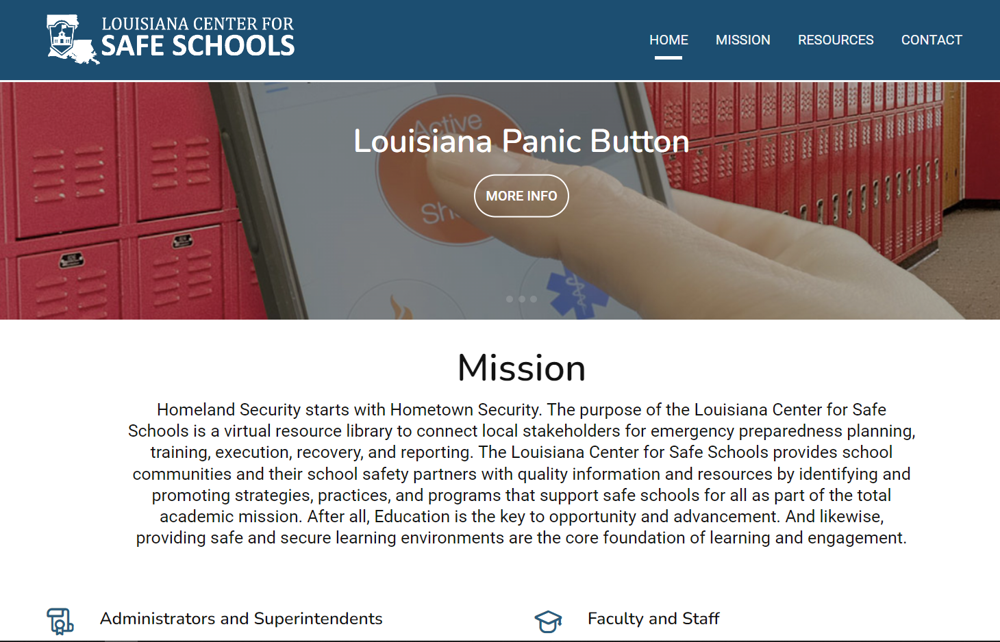 LOUISIANA CENTER FOR
SAFE SCHOOLS
HOME MISSION RESOURCES CONTACT
Active
Louisiana Panic Button
MORE INFO
Mission
Homeland Security starts with Hometown Security. The purpose of the Louisiana Center for Safe
Schools is a virtual resource library to connect local stakeholders for emergency preparedness planning,
training, execution, recovery, and reporting. The Louisiana Center for Safe Schools provides school
communities and their school safety partners with quality information and resources by identifying and
promoting strategies, practices, and programs that support safe schools for all as part of the total
academic mission. After all, Education is the key to opportunity and advancement. And likewise,
providing safe and secure learning environments are the core foundation of learning and engagement.
Administrators and Superintendents
Faculty and Staff